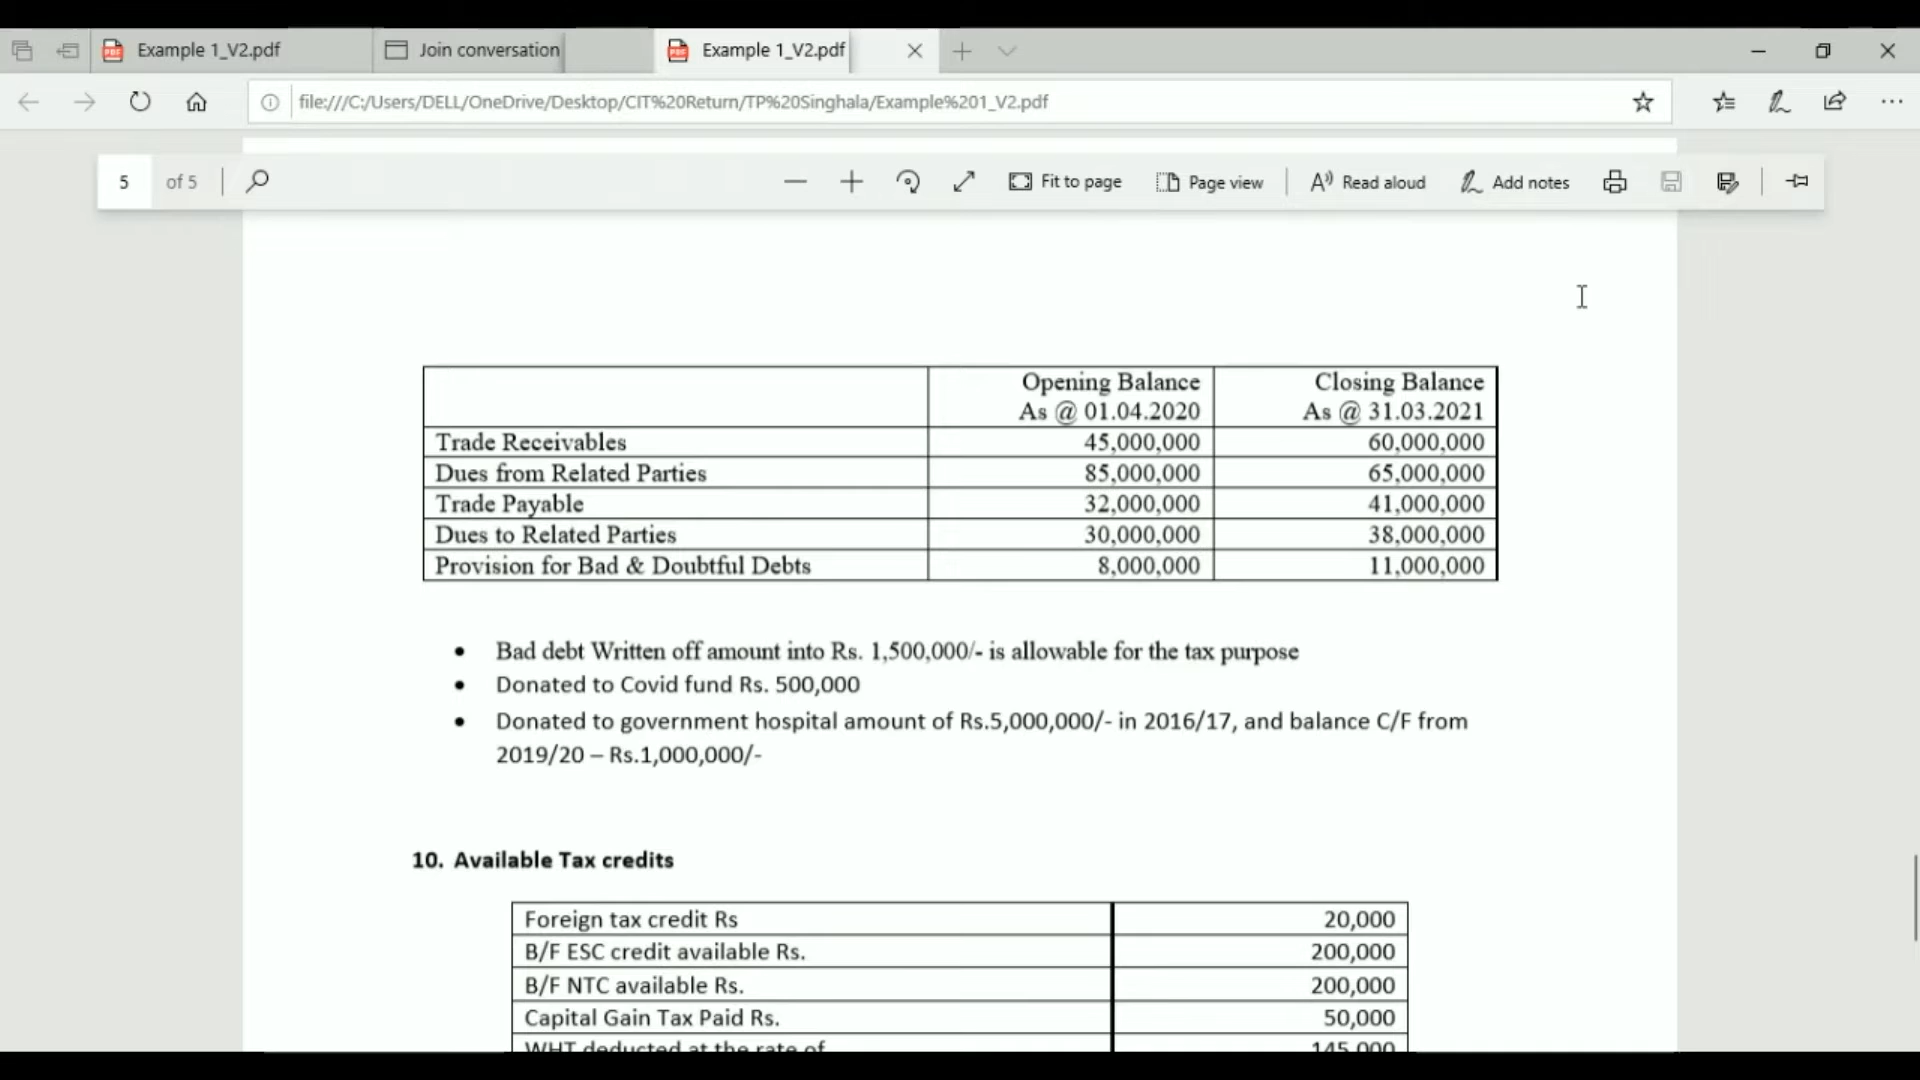 Example 1_V2.pdf
Join conversation
Example 1_V2.pdf
file:///C:/Users/DELL/OneDrive/Desktop/CIT%20Return/TP%20Singhala/Example%201_V2.pdf
5 of 5 Fit to page Page view Read aloud Add notes
Opening Balance Closing Balance
As @ 01.04.2020 As @ 31.03.2021
Trade Receivables 45,000,000 60,000,000
Dues from Related Parties 85,000,000 65,000,000
Trade Payable 32,000,000 41,000,000
Dues to Related Parties 30,000,000 38,000,000
Provision for Bad & Doubtful Debts 8,000,000 11,000,000
• Bad debt Written off amount into Rs. 1,500,000/- is allowable for the tax purpose
• Donated to Covid fund Rs. 500,000
• Donated to government hospital amount of Rs.5,000,000/- in 2016/17, and balance C/F from
2019/20 – Rs.1,000,000/-
10. Available Tax credits
Foreign tax credit Rs 20,000
B/F ESC credit available Rs. 200,000
B/F NTC available Rs. 200,000
Capital Gain Tax Paid Rs. 50,000
WHT deducted at the rate of 145,000